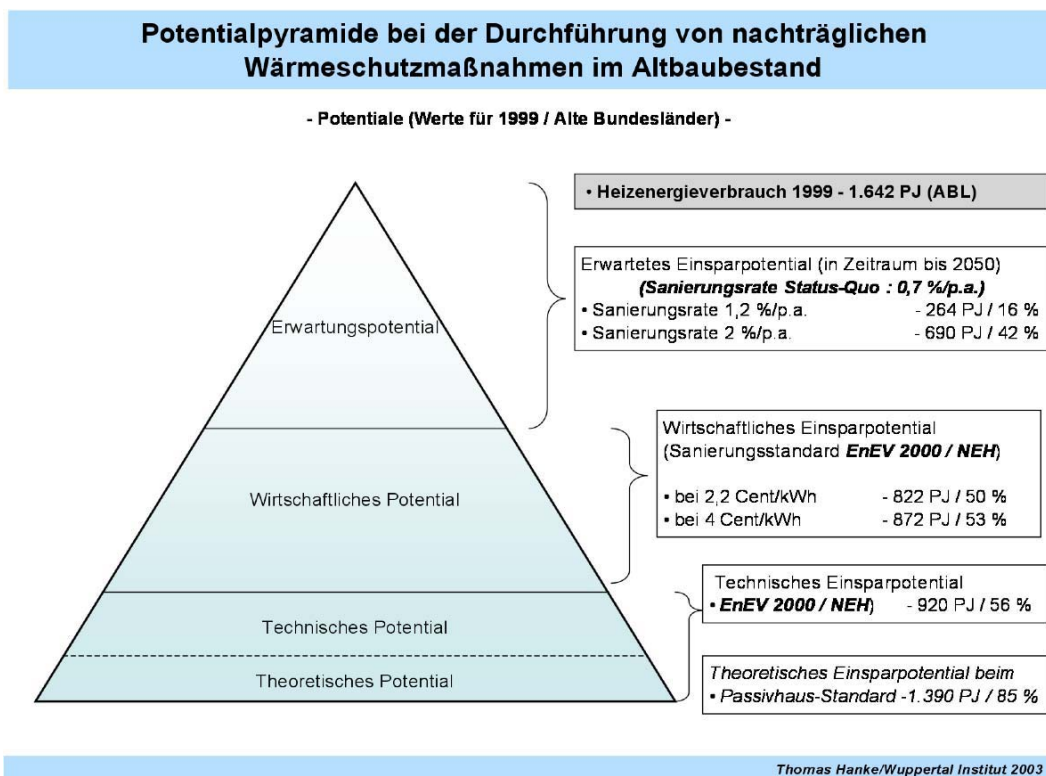 Potentialpyramide bei der Durchführung von nachträglichen
Wärmeschutzmaßnahmen im Altbaubestand
- Potentiale (Werte für 1999 / Alte Bundesländer) -
• Heizenergieverbrauch 1999 - 1.642 PJ (ABL)
Erwartetes Einsparpotential (in Zeitraum bis 2050)
(Sanierungsrate Status-Quo : 0,7 %/p.a.)
• Sanierungsrate 1,2 %/p.a. - 264 PJ / 16 %
• Sanierungsrate 2 %/p.a. - 690 PJ / 42 %
Erwartungspotential
Wirtschaftliches Einsparpotential
(Sanierungsstandard EnEV 2000 / NEH)
• bei 2,2 Cent/kWh - 822 PJ / 50 %
• bei 4 Cent/kWh - 872 PJ / 53 %
Wirtschaftliches Potential
Technisches Einsparpotential
• EnEV 2000 / NEH) - 920 PJ / 56 %
Technisches Potential
Theoretisches Einsparpotential beim
• Passivhaus-Standard -1.390 PJ / 85 %
Theoretisches Potential
Thomas Hanke/Wuppertal Institut 2003